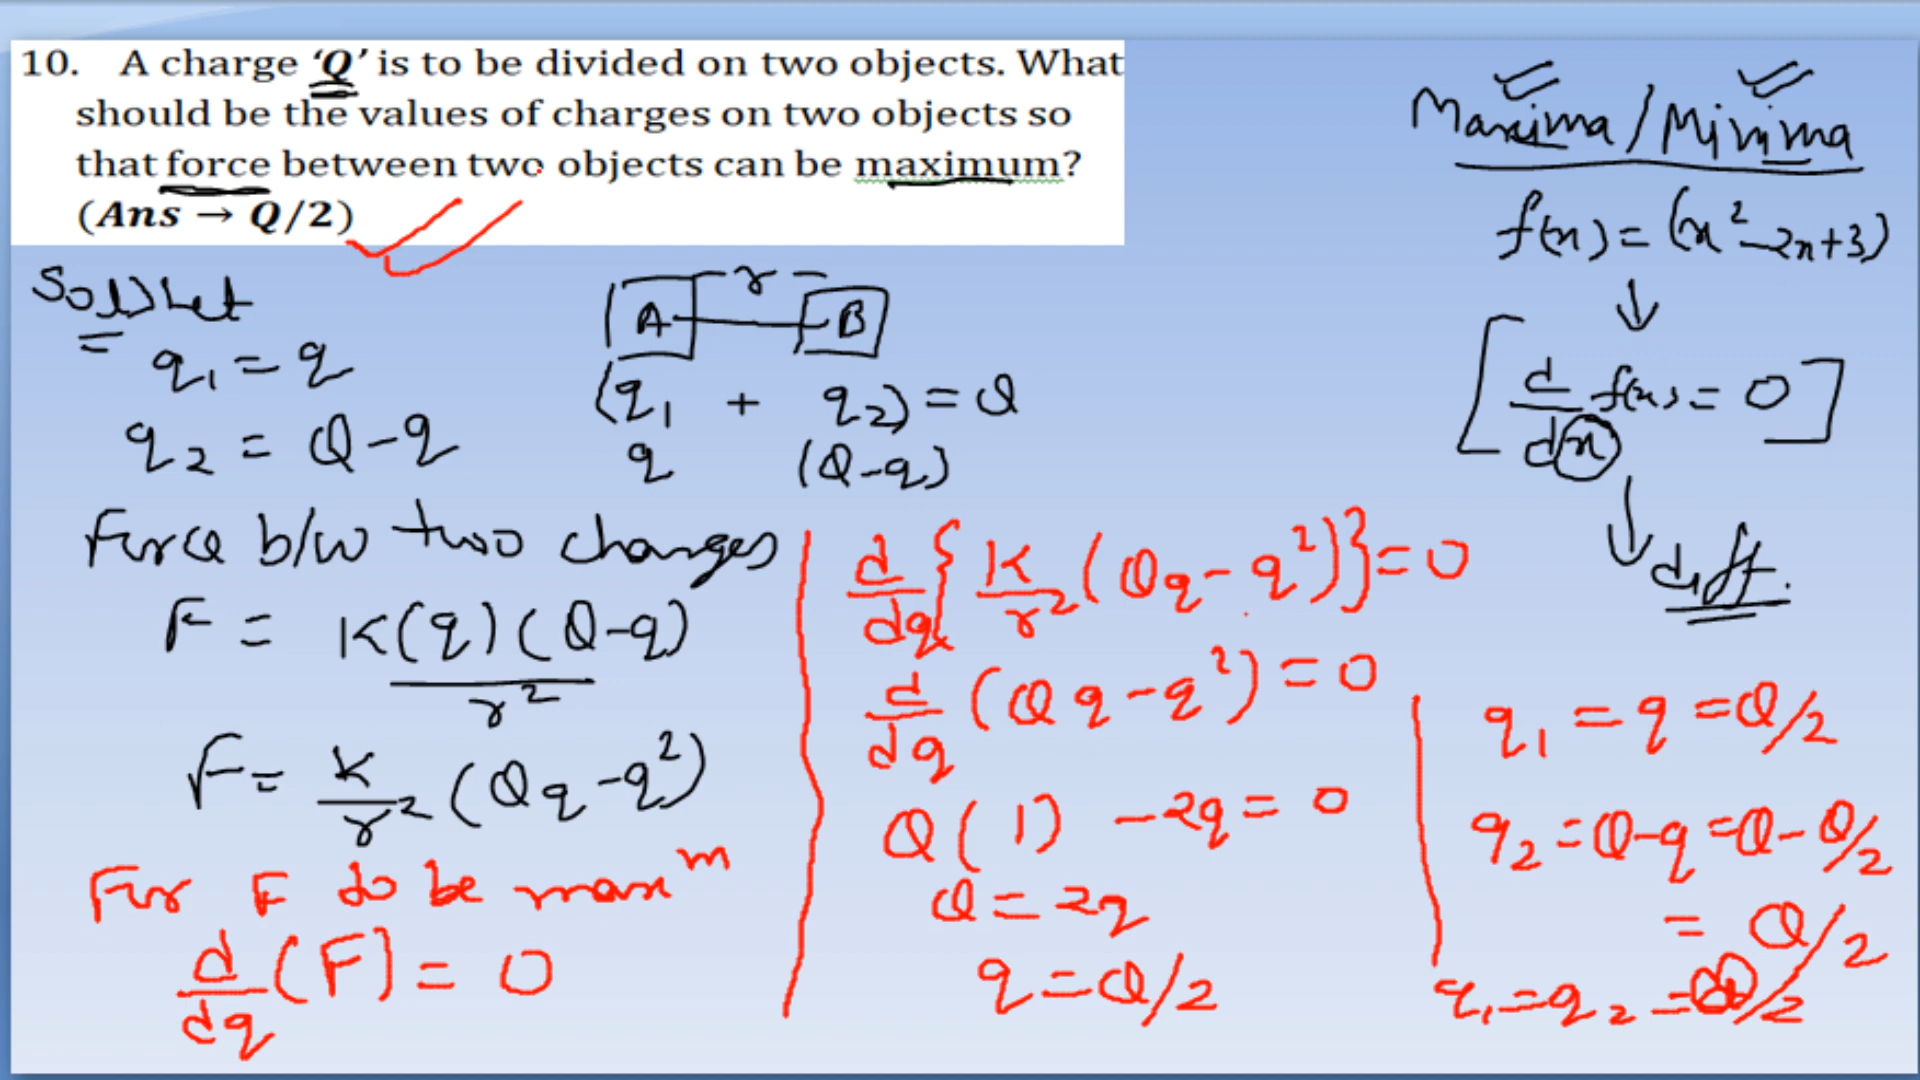 10. A charge ‘Q’ is to be divided on two objects. What
should be the values of charges on two objects so
that force between two objects can be maximum?
(Ans → Q/2)
Maxima / Minima
f(x) = (x² - 2x + 3)
↓
[d/dx f(x) = 0]
↓
diff.
Sol> Let
q₁ = q
q₂ = Q - q
r
A B
(q₁ + q₂) = Q
q (Q - q)
Force b/w two charges
F = K(q)(Q - q) / r²
F = K/r² (Qq - q²)
For F to be maxᵐ
d/dq (F) = 0
d/dq {K/r² (Qq - q²)} = 0
d/dq (Qq - q²) = 0
Q(1) - 2q = 0
Q = 2q
q = Q/2
q₁ = q = Q/2
q₂ = Q - q = Q - Q/2
= Q/2
q₁ = q₂ = Q/2